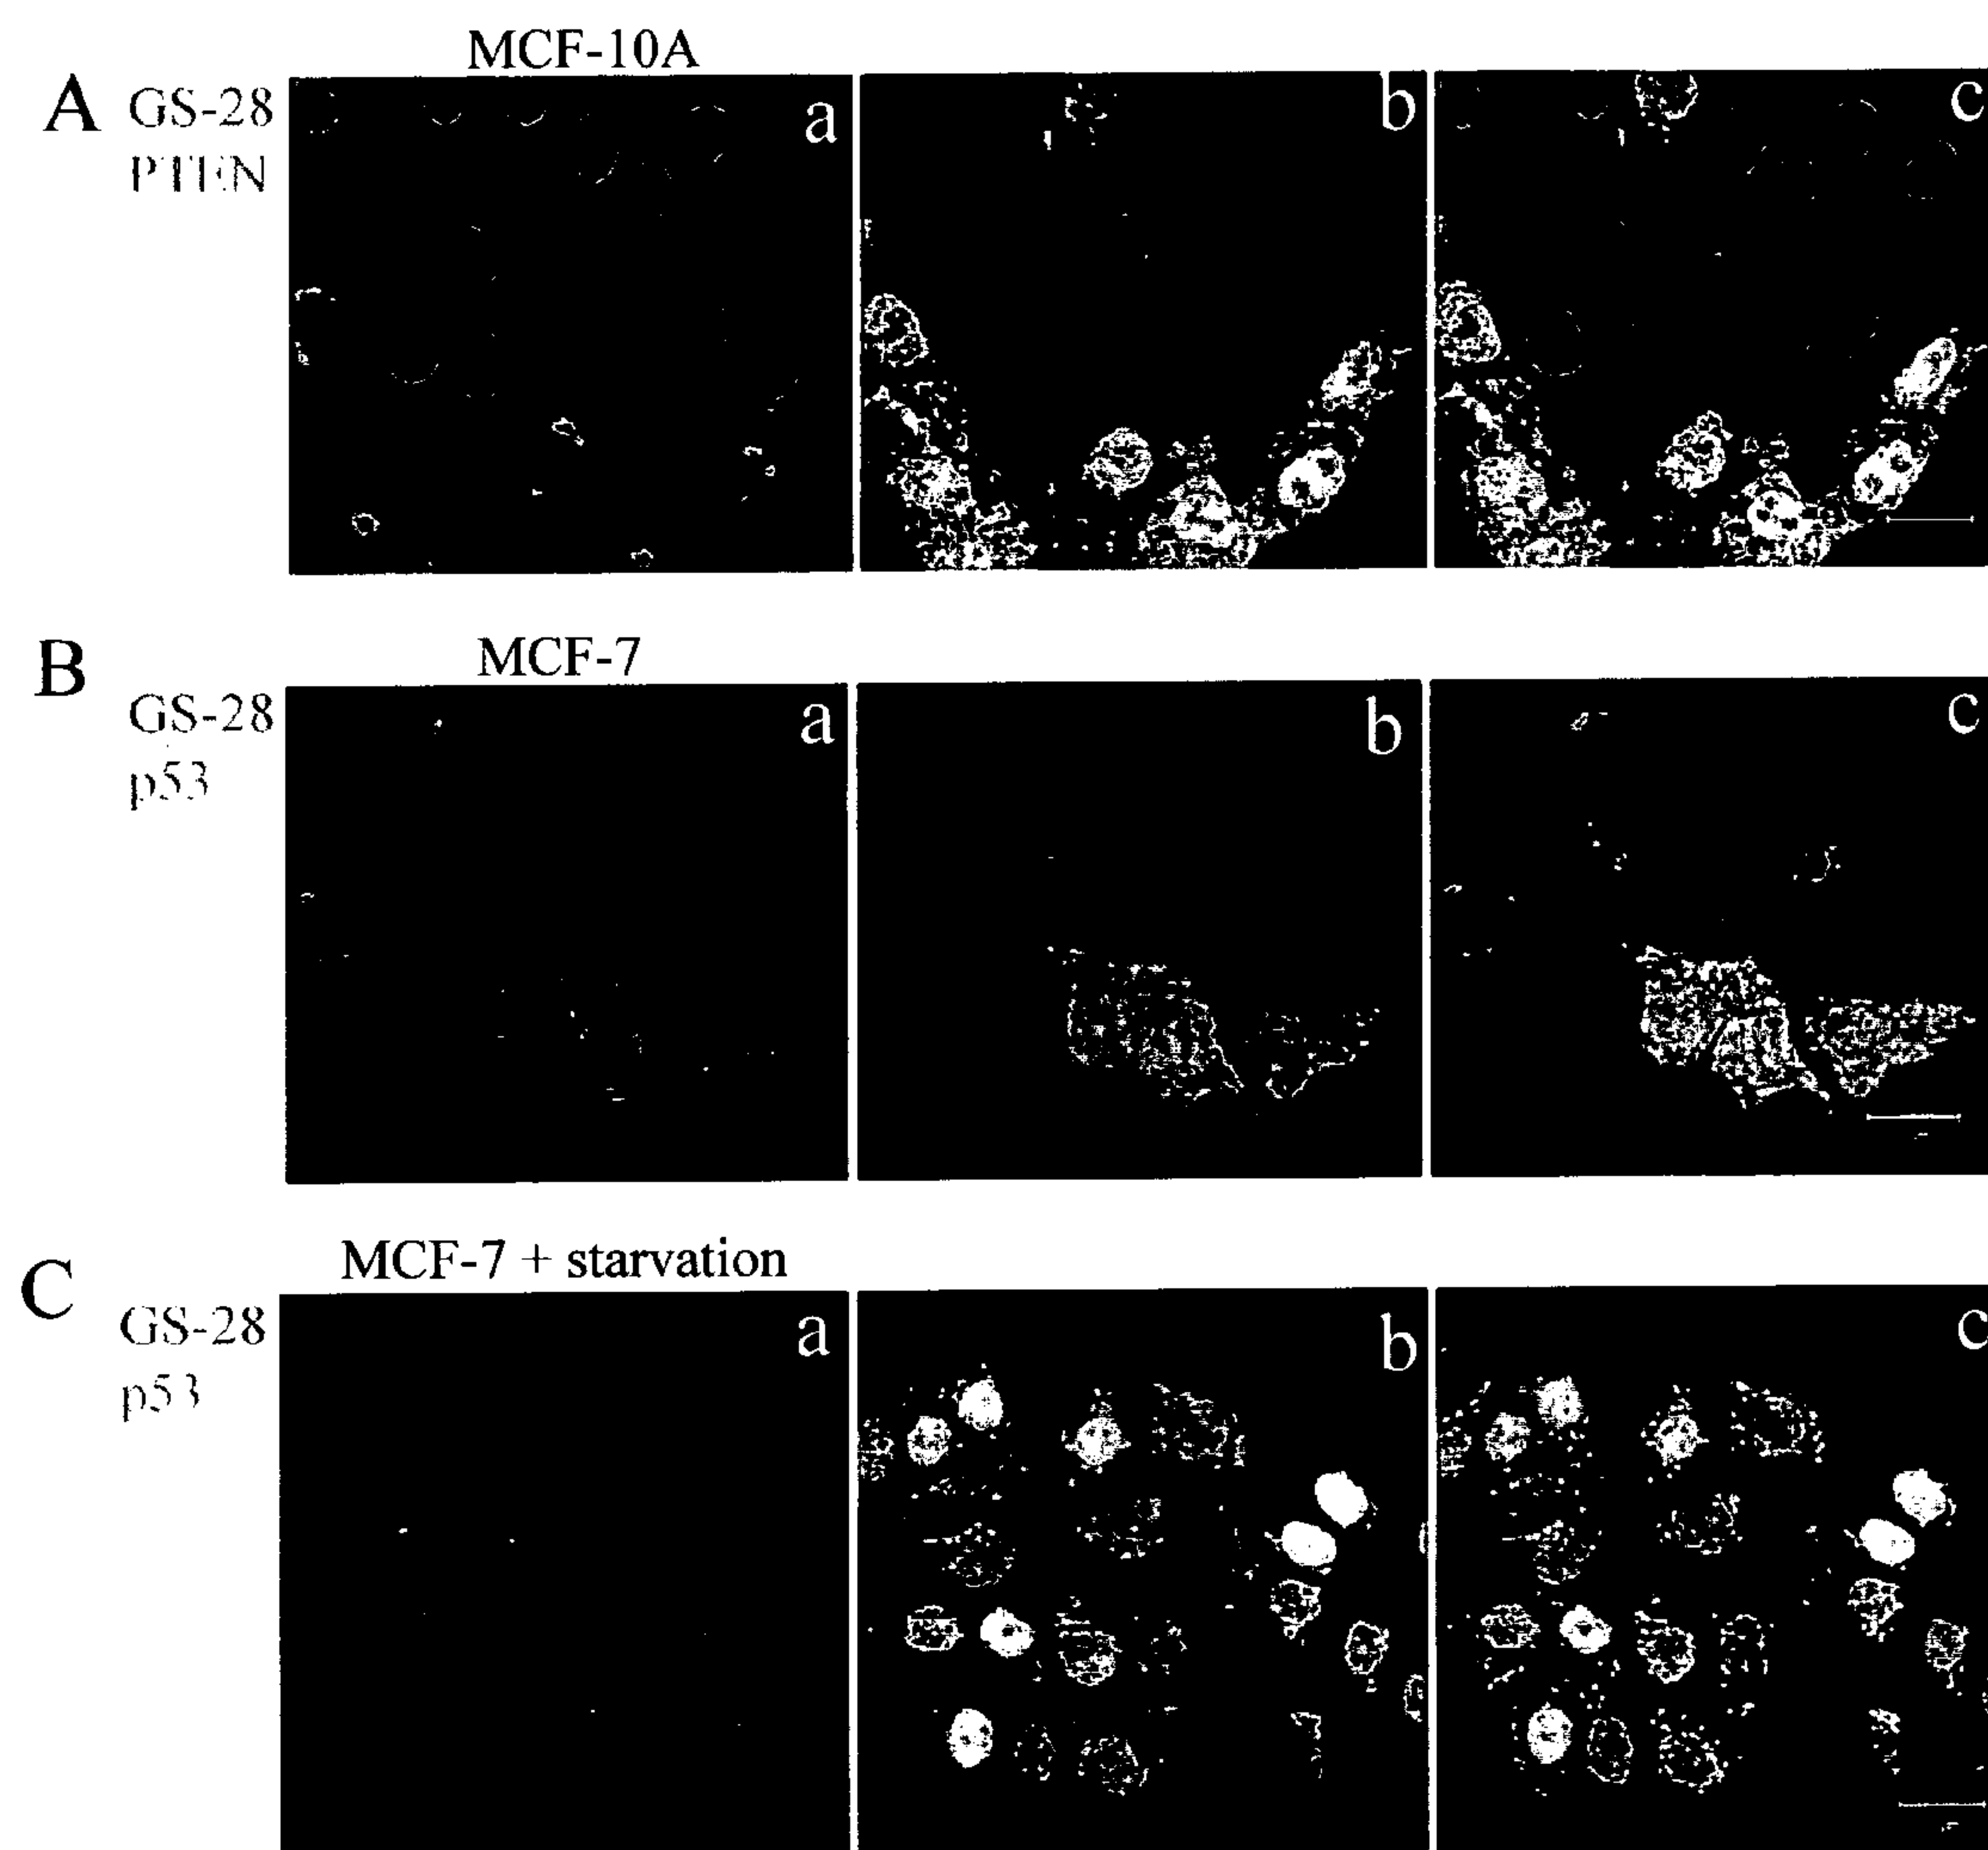 MCF-10A
A GS-28 a b c
PTEN
MCF-7
B GS-28 a b c
p53
MCF-7 + starvation
C GS-28 a b c
p53